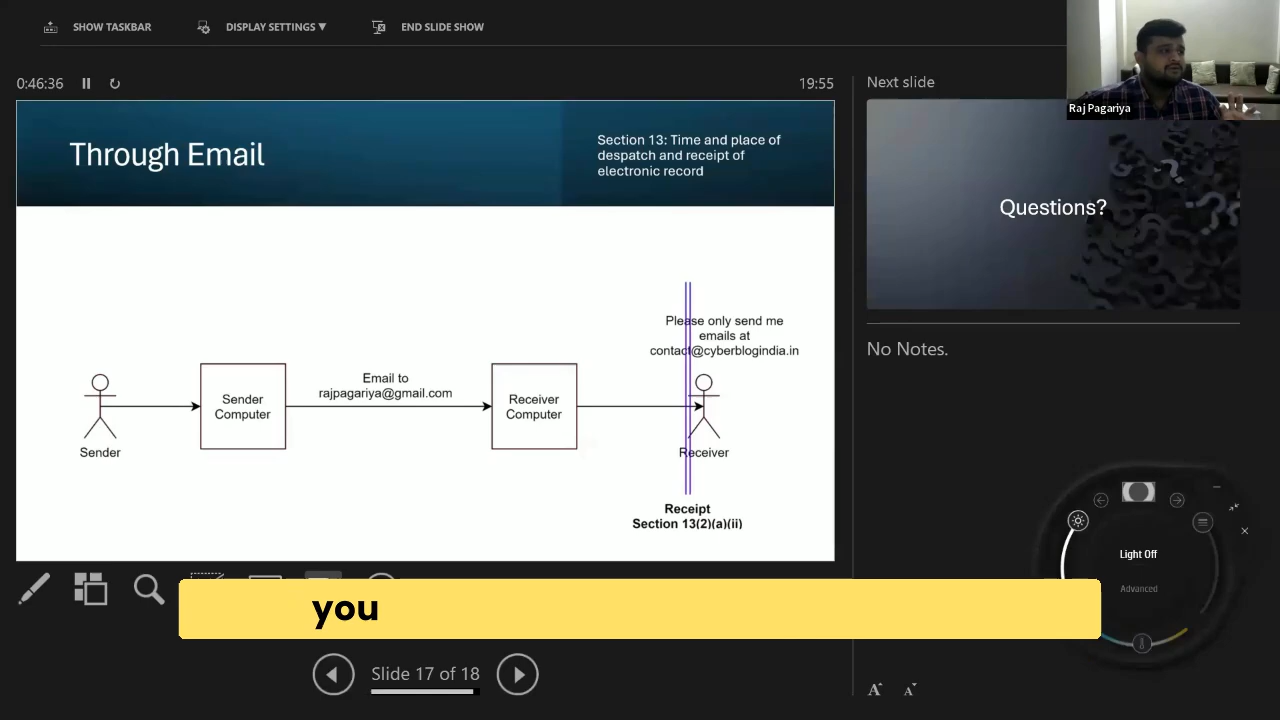 SHOW TASKBAR
DISPLAY SETTINGS ▼
END SLIDE SHOW
0:46:36
19:55
Next slide
Raj Pagariya
Through Email
Section 13: Time and place of
despatch and receipt of
electronic record
Questions?
No Notes.
Please only send me
emails at
contact@cyberblogindia.in
Email to
rajpagariya@gmail.com
Sender
Computer
Receiver
Computer
Sender
Receiver
Receipt
Section 13(2)(a)(ii)
Light Off
Advanced
you
Slide 17 of 18
A A